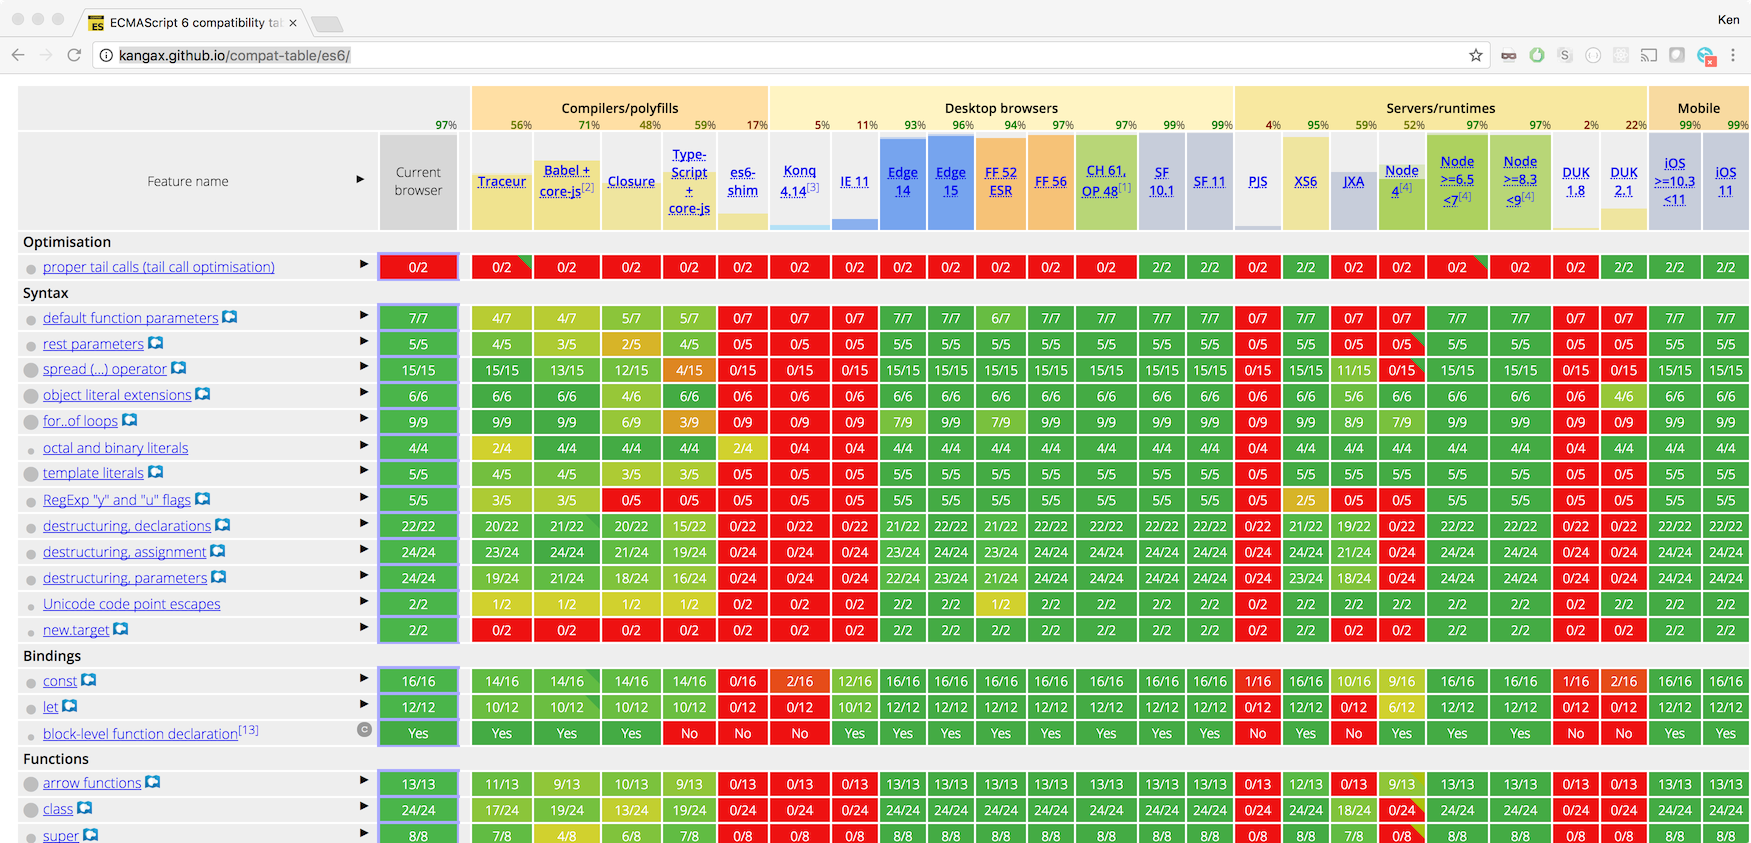 ECMAScript 6 compatibility ta
Ken
kangax.github.io/compat-table/es6/
Compilers/polyfills Desktop browsers Servers/runtimes Mobile
97% 56% 71% 48% 59% 17% 5% 11% 93% 96% 94% 97% 97% 99% 99% 4% 95% 59% 52% 97% 97% 2% 22% 99% 99%
Feature name Current browser Traceur Babel + core-js[2] Closure Type-Script + core-js es6-shim Konq 4.14[3] IE 11 Edge 14 Edge 15 FF 52 ESR FF 56 CH 61, OP 48[1] SF 10.1 SF 11 PJS XS6 JXA Node 4[4] Node >=6.5 <7[4] Node >=8.3 <9[4] DUK 1.8 DUK 2.1 iOS >=10.3 <11 iOS 11
Optimisation
proper tail calls (tail call optimisation) 0/2 0/2 0/2 0/2 0/2 0/2 0/2 0/2 0/2 0/2 0/2 0/2 0/2 2/2 2/2 0/2 2/2 0/2 0/2 0/2 0/2 0/2 2/2 2/2 2/2
Syntax
default function parameters 7/7 4/7 4/7 5/7 5/7 0/7 0/7 0/7 7/7 7/7 6/7 7/7 7/7 7/7 7/7 0/7 7/7 0/7 0/7 7/7 7/7 0/7 0/7 7/7 7/7
rest parameters 5/5 4/5 3/5 2/5 4/5 0/5 0/5 0/5 5/5 5/5 5/5 5/5 5/5 5/5 5/5 0/5 5/5 0/5 0/5 5/5 5/5 0/5 0/5 5/5 5/5
spread (...) operator 15/15 15/15 13/15 12/15 4/15 0/15 0/15 0/15 15/15 15/15 15/15 15/15 15/15 15/15 15/15 0/15 15/15 11/15 0/15 15/15 15/15 0/15 0/15 15/15 15/15
object literal extensions 6/6 6/6 6/6 4/6 6/6 0/6 0/6 0/6 6/6 6/6 6/6 6/6 6/6 6/6 6/6 0/6 6/6 5/6 6/6 6/6 6/6 0/6 4/6 6/6 6/6
for..of loops 9/9 9/9 9/9 6/9 3/9 0/9 0/9 0/9 7/9 9/9 7/9 9/9 9/9 9/9 9/9 0/9 9/9 8/9 7/9 9/9 9/9 0/9 0/9 9/9 9/9
octal and binary literals 4/4 2/4 4/4 4/4 4/4 2/4 0/4 0/4 4/4 4/4 4/4 4/4 4/4 4/4 4/4 0/4 4/4 4/4 4/4 4/4 4/4 0/4 4/4 4/4 4/4
template literals 5/5 4/5 4/5 3/5 3/5 0/5 0/5 0/5 5/5 5/5 5/5 5/5 5/5 5/5 5/5 0/5 5/5 5/5 5/5 5/5 5/5 0/5 0/5 5/5 5/5
RegExp "y" and "u" flags 5/5 3/5 3/5 0/5 0/5 0/5 0/5 0/5 5/5 5/5 5/5 5/5 5/5 5/5 5/5 0/5 2/5 0/5 0/5 5/5 5/5 0/5 0/5 5/5 5/5
destructuring, declarations 22/22 20/22 21/22 20/22 15/22 0/22 0/22 0/22 21/22 22/22 21/22 22/22 22/22 22/22 22/22 0/22 21/22 19/22 0/22 22/22 22/22 0/22 0/22 22/22 22/22
destructuring, assignment 24/24 23/24 24/24 21/24 19/24 0/24 0/24 0/24 23/24 24/24 23/24 24/24 24/24 24/24 24/24 0/24 24/24 21/24 0/24 24/24 24/24 0/24 0/24 24/24 24/24
destructuring, parameters 24/24 19/24 21/24 18/24 16/24 0/24 0/24 0/24 22/24 23/24 21/24 24/24 24/24 24/24 24/24 0/24 23/24 18/24 0/24 24/24 24/24 0/24 0/24 24/24 24/24
Unicode code point escapes 2/2 1/2 1/2 1/2 1/2 0/2 0/2 0/2 2/2 2/2 1/2 2/2 2/2 2/2 2/2 0/2 2/2 2/2 2/2 2/2 2/2 0/2 2/2 2/2 2/2
new.target 2/2 0/2 0/2 0/2 0/2 0/2 0/2 0/2 2/2 2/2 2/2 2/2 2/2 2/2 2/2 0/2 2/2 0/2 0/2 2/2 2/2 0/2 0/2 2/2 2/2
Bindings
const 16/16 14/16 14/16 14/16 14/16 0/16 2/16 12/16 16/16 16/16 16/16 16/16 16/16 16/16 16/16 1/16 16/16 10/16 9/16 16/16 16/16 1/16 2/16 16/16 16/16
let 12/12 10/12 10/12 10/12 10/12 0/12 0/12 10/12 12/12 12/12 12/12 12/12 12/12 12/12 12/12 0/12 12/12 0/12 6/12 12/12 12/12 0/12 0/12 12/12 12/12
block-level function declaration[13] C Yes Yes Yes Yes No No No Yes Yes Yes Yes Yes Yes Yes Yes No Yes No Yes Yes Yes No No Yes Yes
Functions
arrow functions 13/13 11/13 9/13 10/13 9/13 0/13 0/13 0/13 13/13 13/13 13/13 13/13 13/13 13/13 13/13 0/13 12/13 0/13 9/13 13/13 13/13 0/13 0/13 13/13 13/13
class 24/24 17/24 19/24 13/24 19/24 0/24 0/24 0/24 24/24 24/24 24/24 24/24 24/24 24/24 24/24 0/24 24/24 18/24 0/24 24/24 24/24 0/24 0/24 24/24 24/24
super 8/8 7/8 4/8 6/8 7/8 0/8 0/8 0/8 8/8 8/8 8/8 8/8 8/8 8/8 8/8 0/8 8/8 7/8 0/8 8/8 8/8 0/8 0/8 8/8 8/8